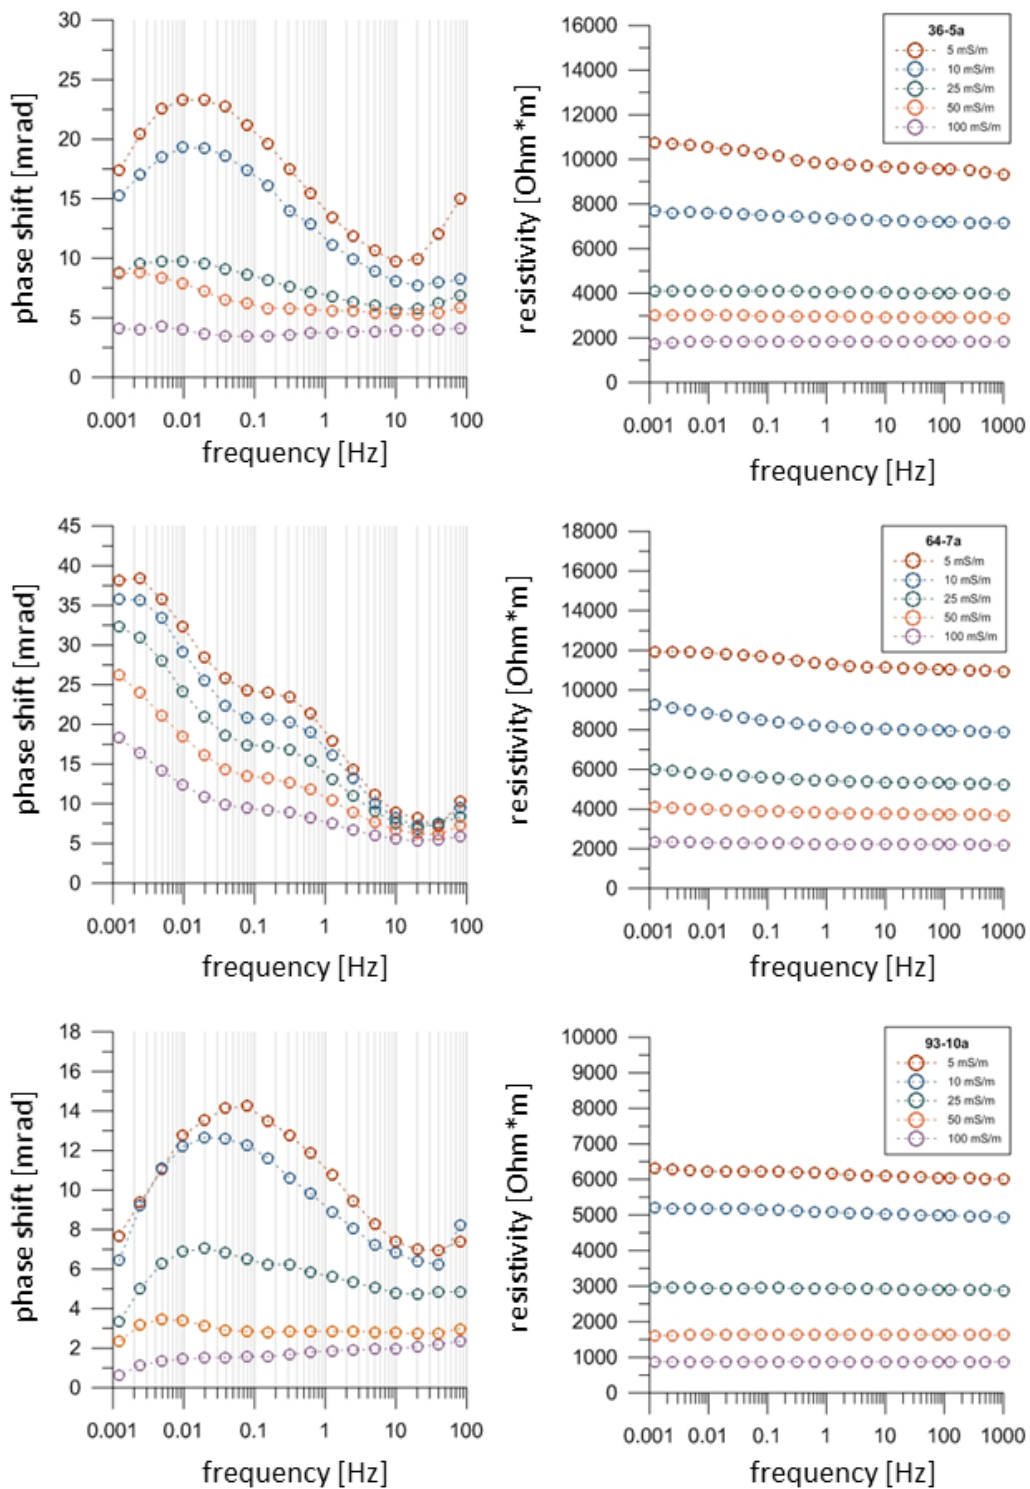 30
25
20
15
10
5
0
phase shift [mrad]
0.001 0.01 0.1 1 10 100
frequency [Hz]
16000
14000
12000
10000
8000
6000
4000
2000
0
resistivity [Ohm*m]
0.001 0.01 0.1 1 10 100 1000
frequency [Hz]
36-5a
5 mS/m
10 mS/m
25 mS/m
50 mS/m
100 mS/m
45
40
35
30
25
20
15
10
5
0
phase shift [mrad]
0.001 0.01 0.1 1 10 100
frequency [Hz]
18000
16000
14000
12000
10000
8000
6000
4000
2000
0
resistivity [Ohm*m]
0.001 0.01 0.1 1 10 100 1000
frequency [Hz]
64-7a
5 mS/m
10 mS/m
25 mS/m
50 mS/m
100 mS/m
18
16
14
12
10
8
6
4
2
0
phase shift [mrad]
0.001 0.01 0.1 1 10 100
frequency [Hz]
10000
9000
8000
7000
6000
5000
4000
3000
2000
1000
0
resistivity [Ohm*m]
0.001 0.01 0.1 1 10 100 1000
frequency [Hz]
93-10a
5 mS/m
10 mS/m
25 mS/m
50 mS/m
100 mS/m